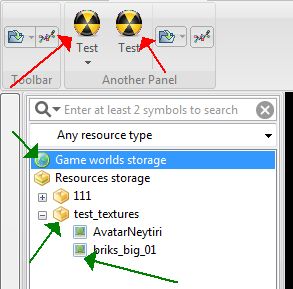 Test Test
Toolbar Another Panel
Enter at least 2 symbols to search
Any resource type
Game worlds storage
Resources storage
111
test_textures
AvatarNeytiri
briks_big_01